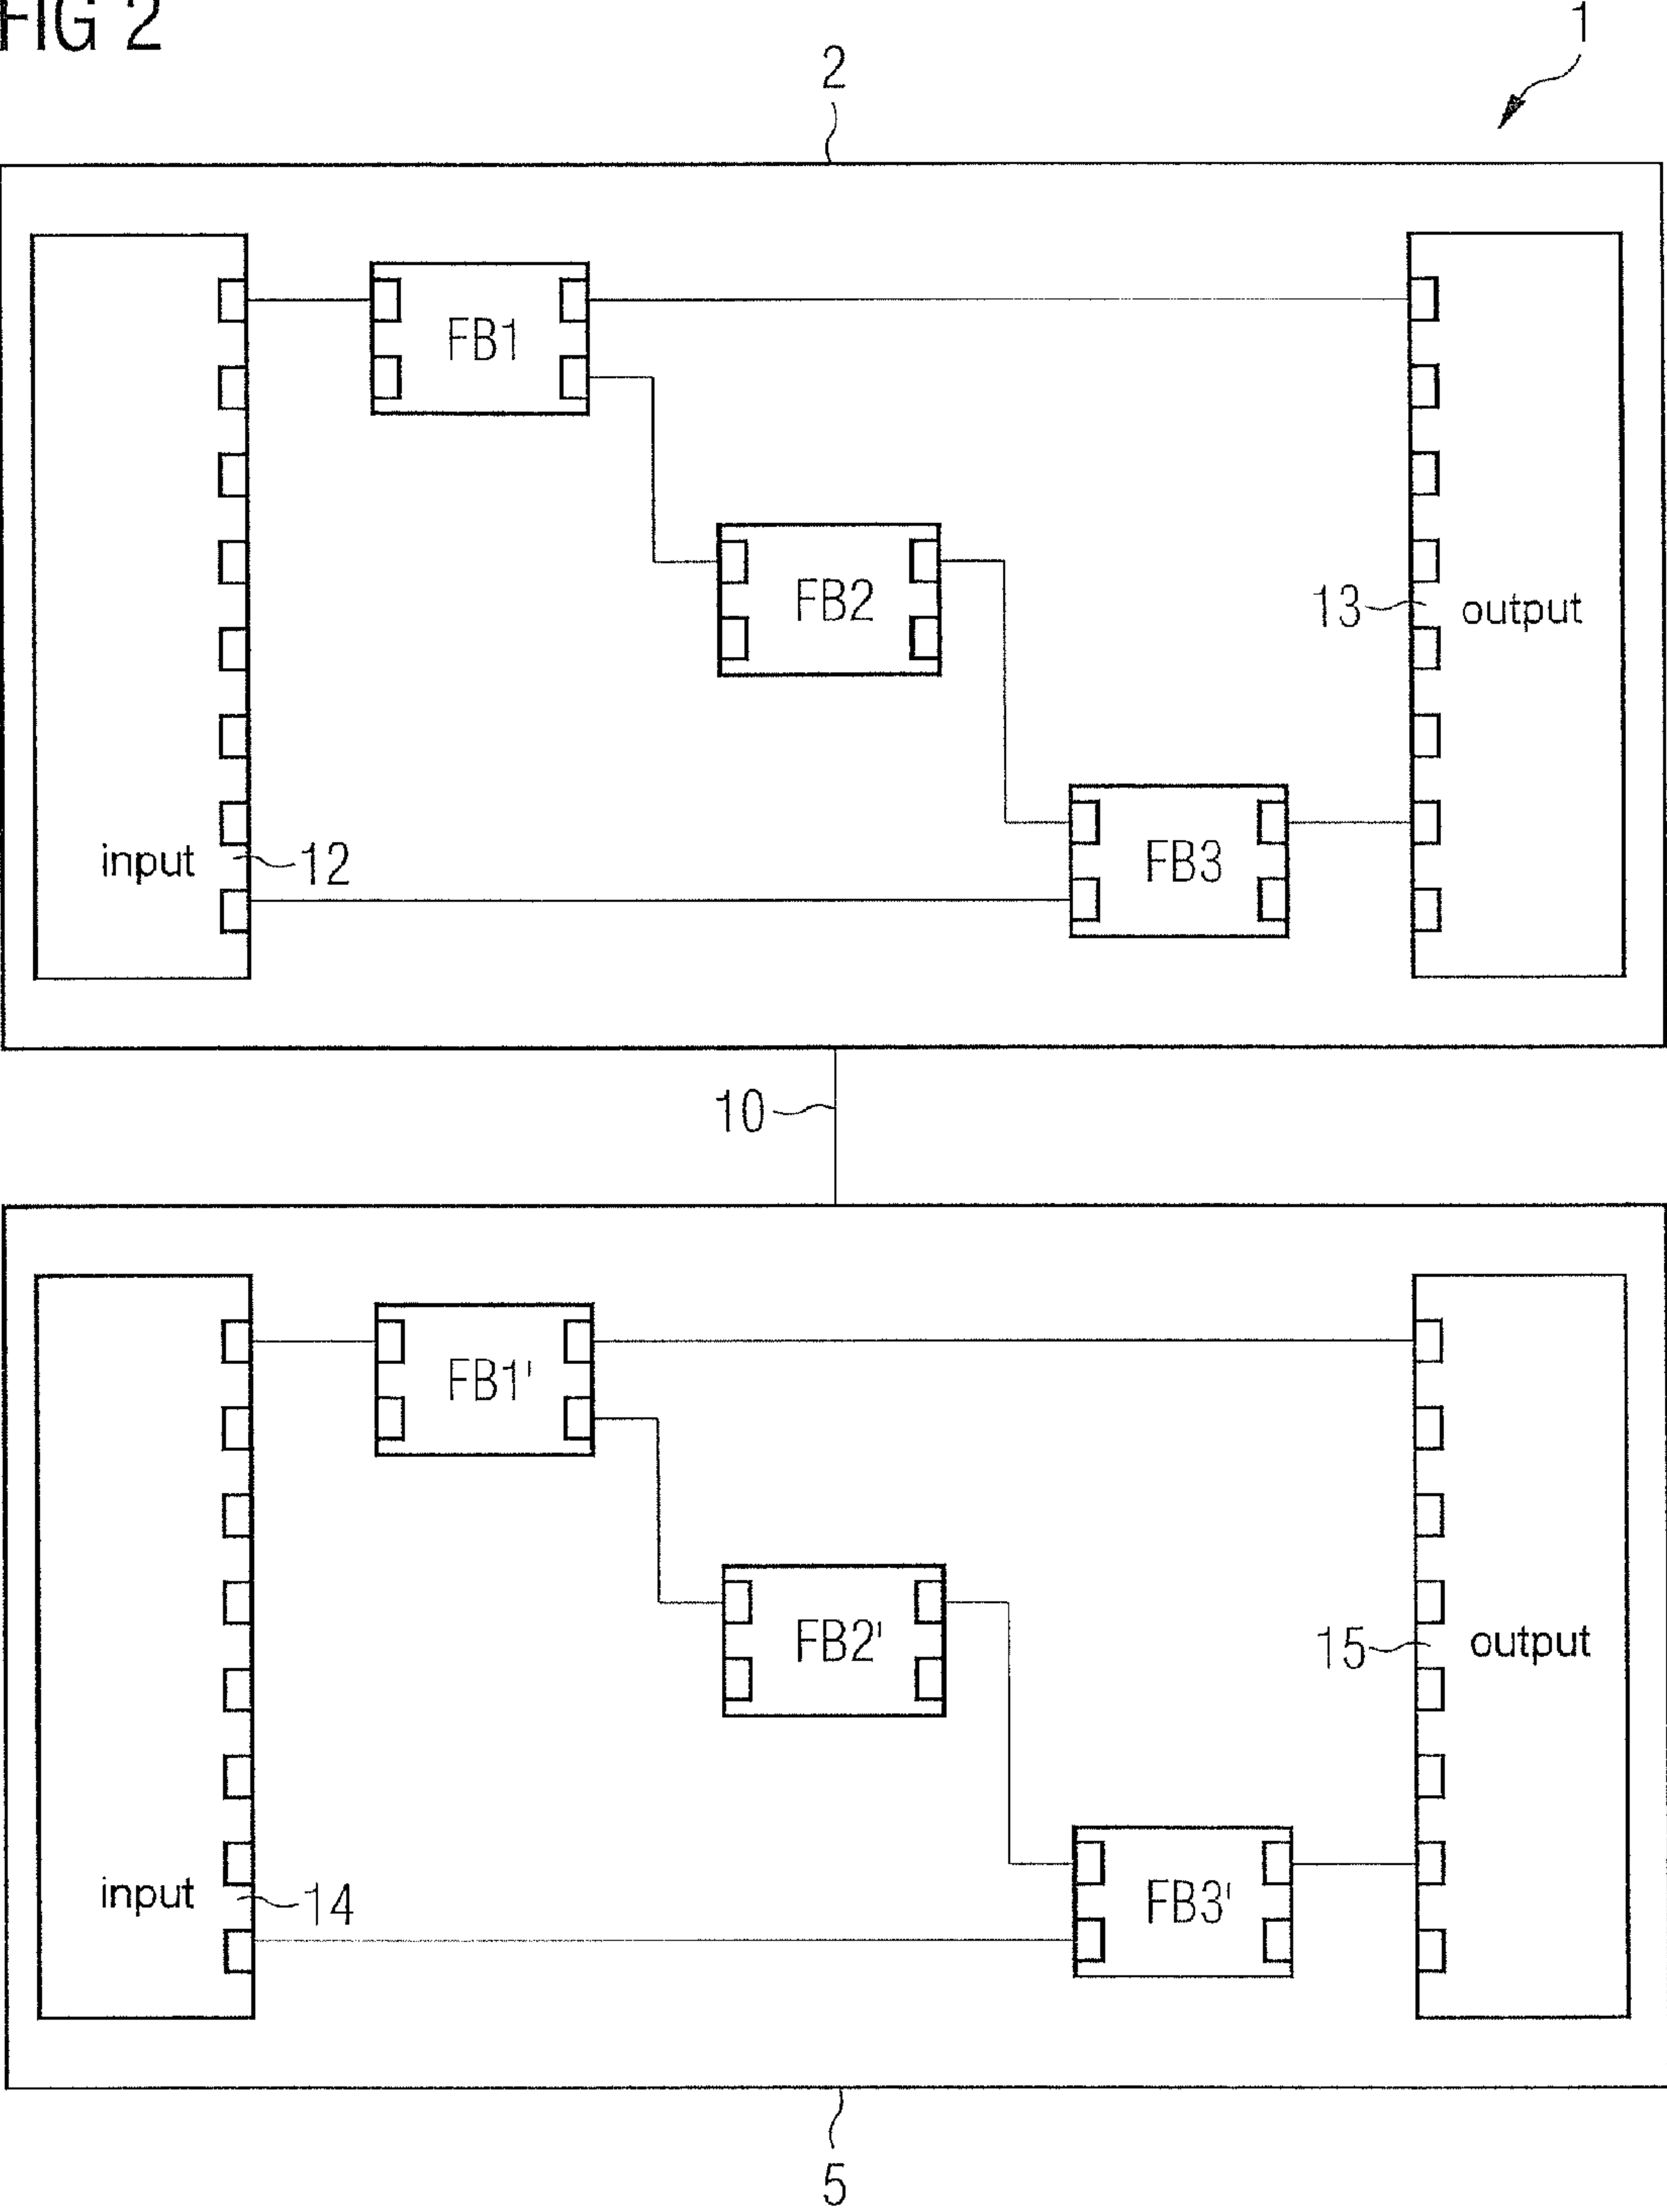 FIG 2
1
2
FB1
FB2
13
output
FB3
input
12
10
FB1'
FB2'
15
output
FB3'
input
14
5